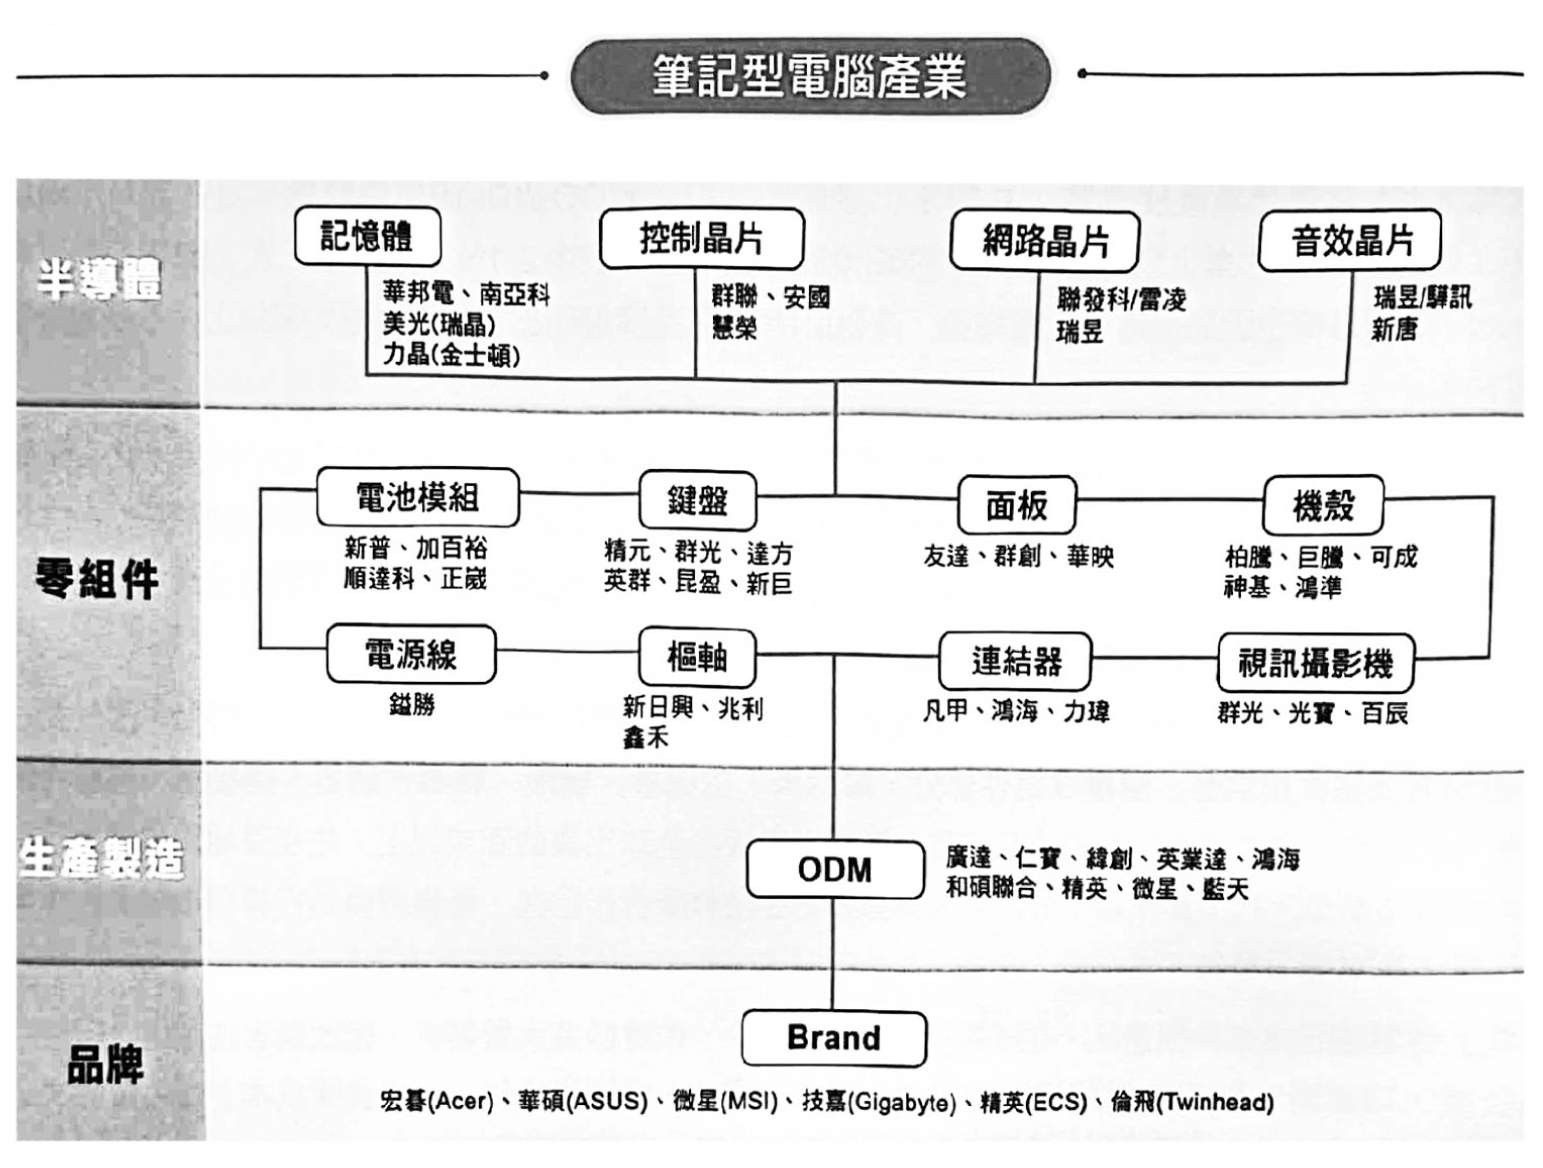 筆記型電腦產業
半導體
記憶體
華邦電、南亞科
美光(瑞晶)
力晶(金士頓)
控制晶片
群聯、安國
慧榮
網路晶片
聯發科/雷凌
瑞昱
音效晶片
瑞昱/驊訊
新唐
零組件
電池模組
新普、加百裕
順達科、正崴
鍵盤
精元、群光、達方
英群、昆盈、新巨
面板
友達、群創、華映
機殼
柏騰、巨騰、可成
神基、鴻準
電源線
鎰勝
樞軸
新日興、兆利
鑫禾
連結器
凡甲、鴻海、力瑋
視訊攝影機
群光、光寶、百辰
生產製造
ODM
廣達、仁寶、緯創、英業達、鴻海
和碩聯合、精英、微星、藍天
品牌
Brand
宏碁(Acer)、華碩(ASUS)、微星(MSI)、技嘉(Gigabyte)、精英(ECS)、倫飛(Twinhead)